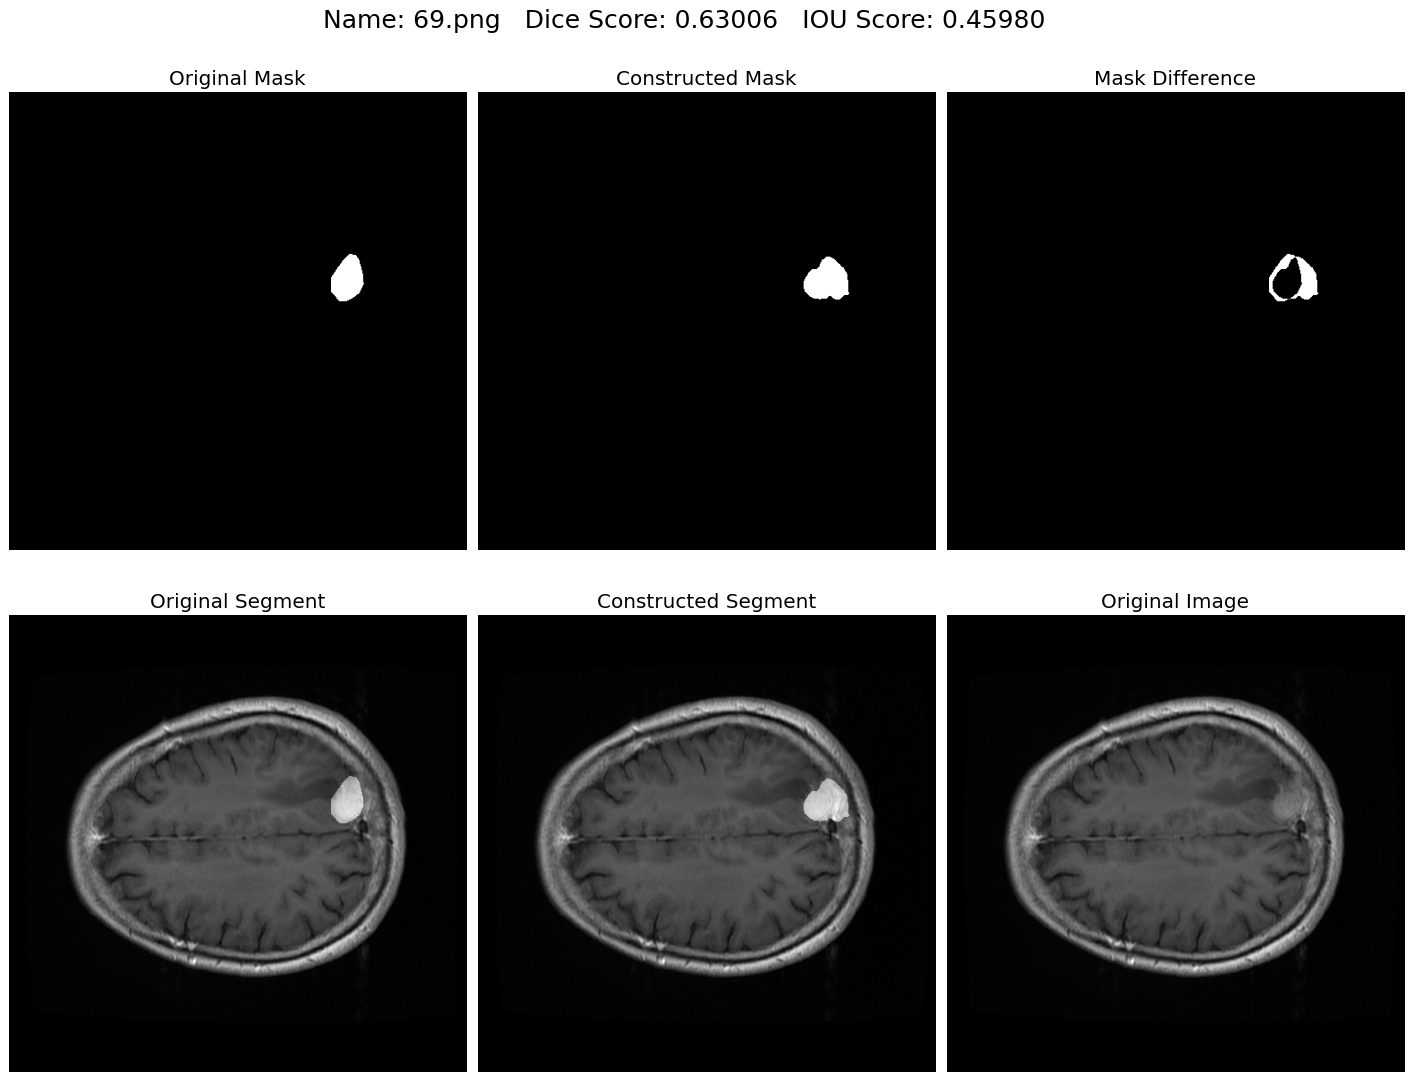 Name: 69.png   Dice Score: 0.63006   IOU Score: 0.45980
Original Mask
Constructed Mask
Mask Difference
Original Segment
Constructed Segment
Original Image